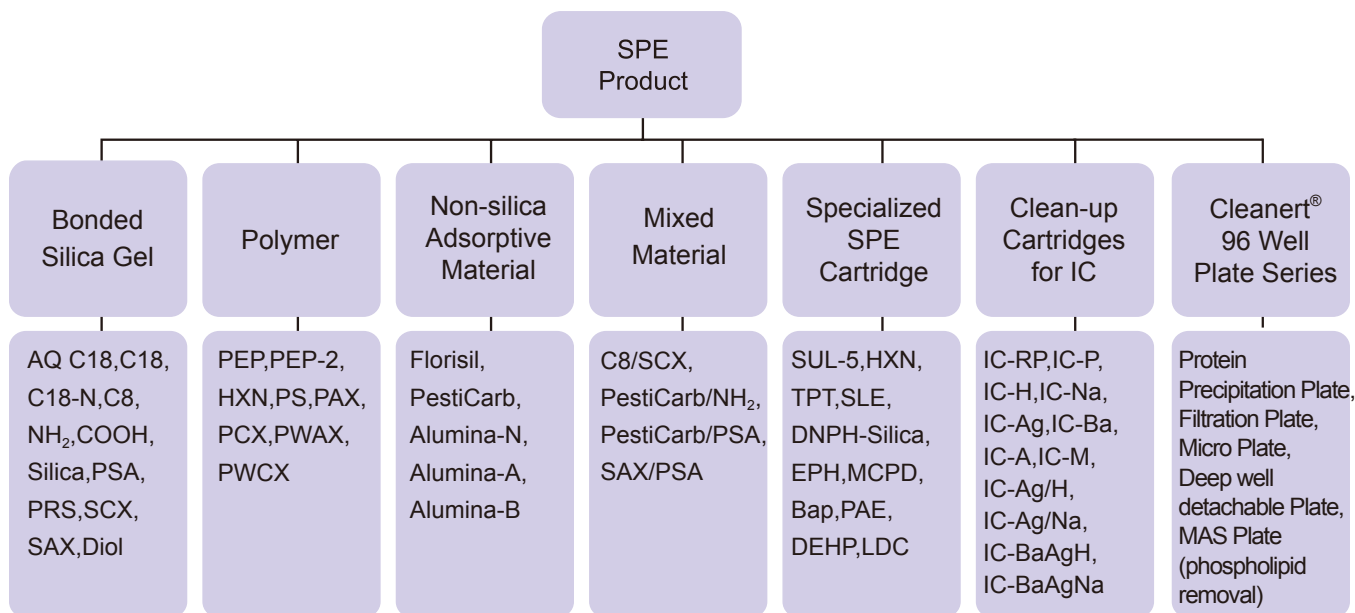 SPE
Product
Bonded
Silica Gel
Polymer
Non-silica
Adsorptive
Material
Mixed
Material
Specialized
SPE
Cartridge
Clean-up
Cartridges
for IC
Cleanert®
96 Well
Plate Series
AQ C18,C18,
C18-N,C8,
NH₂,COOH,
Silica,PSA,
PRS,SCX,
SAX,Diol
PEP,PEP-2,
HXN,PS,PAX,
PCX,PWAX,
PWCX
Florisil,
PestiCarb,
Alumina-N,
Alumina-A,
Alumina-B
C8/SCX,
PestiCarb/NH₂,
PestiCarb/PSA,
SAX/PSA
SUL-5,HXN,
TPT,SLE,
DNPH-Silica,
EPH,MCPD,
Bap,PAE,
DEHP,LDC
IC-RP,IC-P,
IC-H,IC-Na,
IC-Ag,IC-Ba,
IC-A,IC-M,
IC-Ag/H,
IC-Ag/Na,
IC-BaAgH,
IC-BaAgNa
Protein
Precipitation Plate,
Filtration Plate,
Micro Plate,
Deep well
detachable Plate,
MAS Plate
(phospholipid
removal)